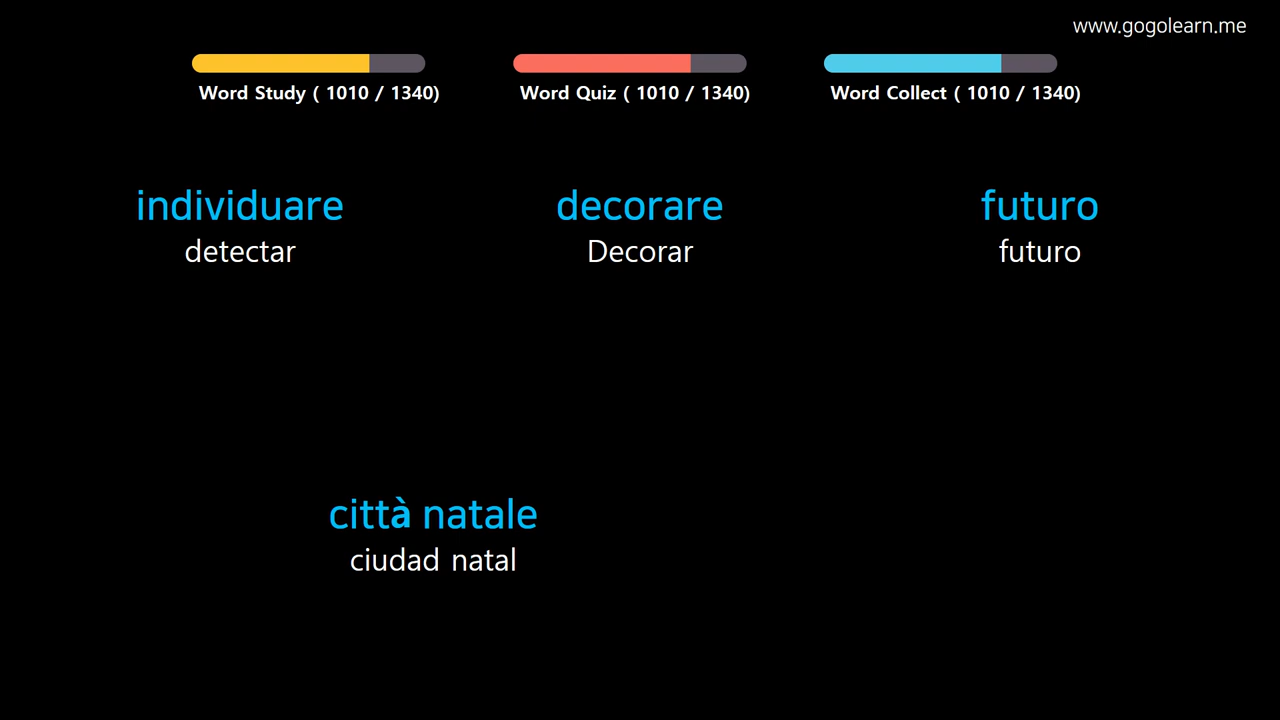 www.gogolearn.me
Word Study ( 1010 / 1340)
Word Quiz ( 1010 / 1340)
Word Collect ( 1010 / 1340)
individuare
detectar
decorare
Decorar
futuro
futuro
città natale
ciudad natal